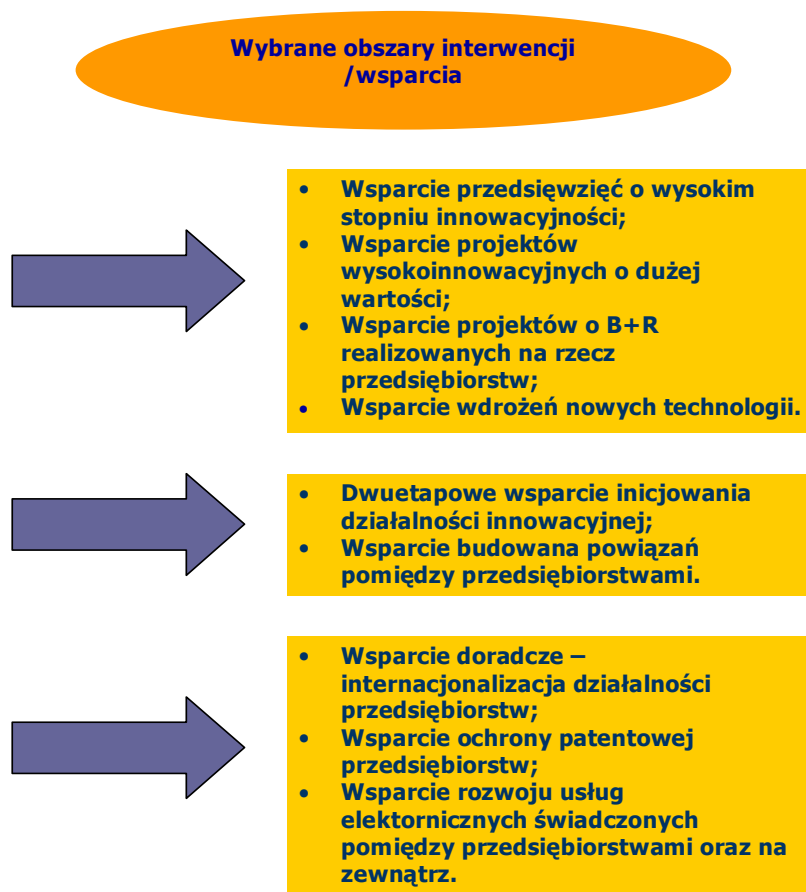 Wybrane obszary interwencji
/wsparcia
• Wsparcie przedsięwzięć o wysokim
stopniu innowacyjności;
• Wsparcie projektów
wysokoinnowacyjnych o dużej
wartości;
• Wsparcie projektów o B+R
realizowanych na rzecz
przedsiębiorstw;
• Wsparcie wdrożeń nowych technologii.
• Dwuetapowe wsparcie inicjowania
działalności innowacyjnej;
• Wsparcie budowana powiązań
pomiędzy przedsiębiorstwami.
• Wsparcie doradcze –
internacjonalizacja działalności
przedsiębiorstw;
• Wsparcie ochrony patentowej
przedsiębiorstw;
• Wsparcie rozwoju usług
elektornicznych świadczonych
pomiędzy przedsiębiorstwami oraz na
zewnątrz.